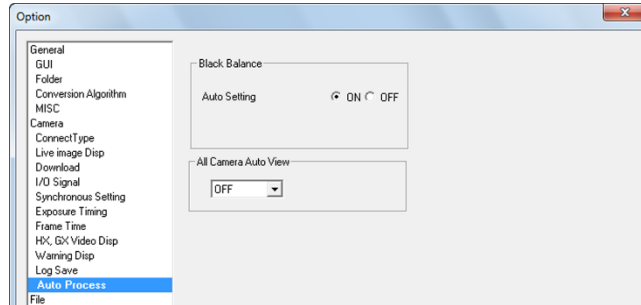 Option
General
GUI
Folder
Conversion Algorithm
MISC
Camera
ConnectType
Live image Disp
Download
I/O Signal
Synchronous Setting
Exposure Timing
Frame Time
HX, GX Video Disp
Warning Disp
Log Save
Auto Process
File
Black Balance
Auto Setting ON OFF
All Camera Auto View
OFF